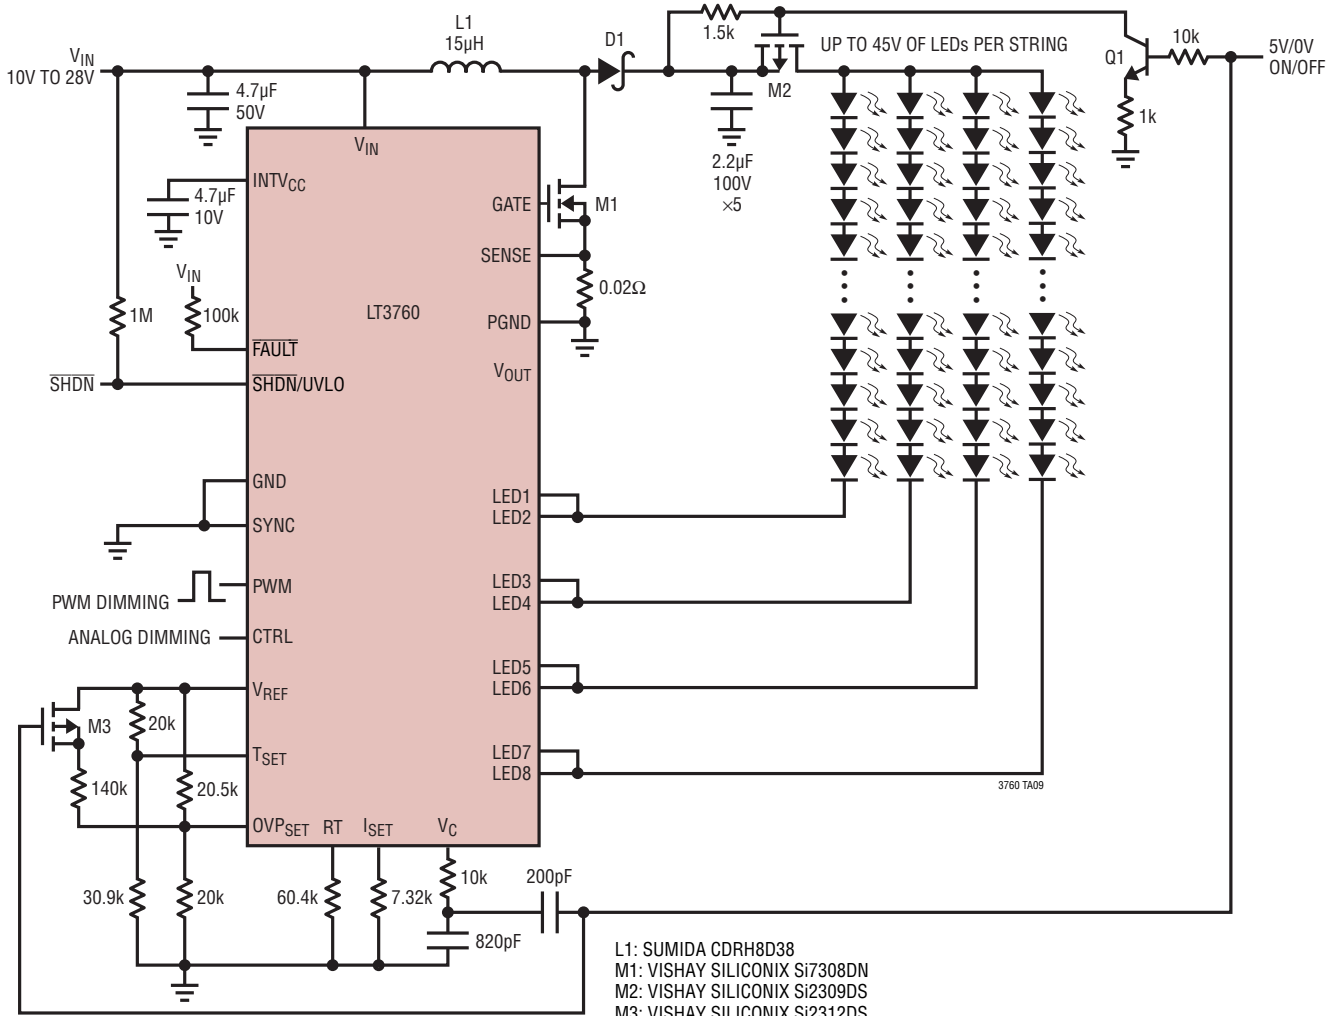 L1
15µH
D1
1.5k
UP TO 45V OF LEDs PER STRING
Q1
10k
5V/0V
ON/OFF
VIN
10V TO 28V
4.7µF
50V
M2
1k
2.2µF
100V
×5
VIN
INTVCC
4.7µF
10V
GATE
M1
SENSE
0.02Ω
PGND
VIN
1M
100k
LT3760
FAULT
VOUT
SHDN
SHDN/UVLO
GND
SYNC
LED1
LED2
PWM DIMMING
PWM
LED3
LED4
ANALOG DIMMING
CTRL
LED5
LED6
VREF
M3
20k
TSET
LED7
LED8
3760 TA09
140k
20.5k
OVPSET
RT
ISET
VC
30.9k
20k
60.4k
7.32k
10k
200pF
820pF
L1: SUMIDA CDRH8D38
M1: VISHAY SILICONIX Si7308DN
M2: VISHAY SILICONIX Si2309DS
M3: VISHAY SILICONIX Si2312DS